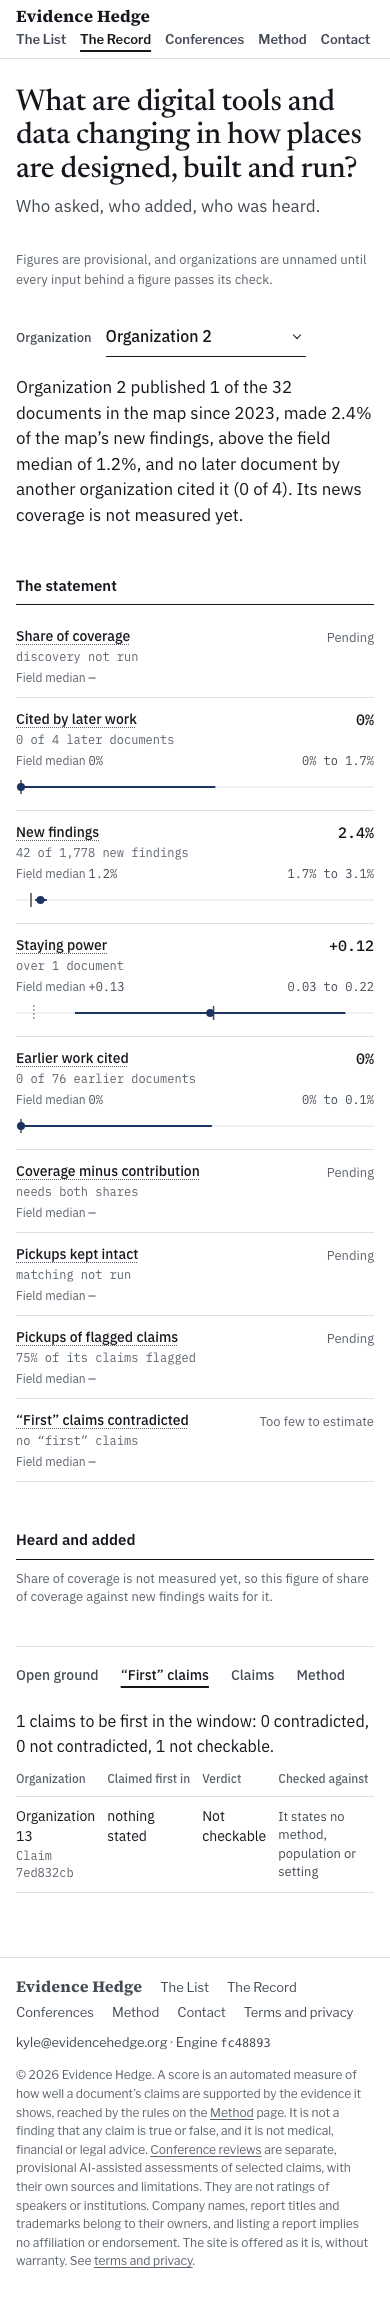 Evidence Hedge
The List The Record Conferences Method Contact
What are digital tools and
data changing in how places
are designed, built and run?
Who asked, who added, who was heard.
Figures are provisional, and organizations are unnamed until
every input behind a figure passes its check.
Organization Organization 2
Organization 2 published 1 of the 32
documents in the map since 2023, made 2.4%
of the map’s new findings, above the field
median of 1.2%, and no later document by
another organization cited it (0 of 4). Its news
coverage is not measured yet.
The statement
Share of coverage Pending
discovery not run
Field median –
Cited by later work 0%
0 of 4 later documents
Field median 0% 0% to 1.7%
New findings 2.4%
42 of 1,778 new findings
Field median 1.2% 1.7% to 3.1%
Staying power +0.12
over 1 document
Field median +0.13 0.03 to 0.22
Earlier work cited 0%
0 of 76 earlier documents
Field median 0% 0% to 0.1%
Coverage minus contribution Pending
needs both shares
Field median –
Pickups kept intact Pending
matching not run
Field median –
Pickups of flagged claims Pending
75% of its claims flagged
Field median –
“First” claims contradicted Too few to estimate
no “first” claims
Field median –
Heard and added
Share of coverage is not measured yet, so this figure of share
of coverage against new findings waits for it.
Open ground “First” claims Claims Method
1 claims to be first in the window: 0 contradicted,
0 not contradicted, 1 not checkable.
Organization Claimed first in Verdict Checked against
Organization nothing Not It states no
13 stated checkable method,
Claim population or
7ed832cb setting
Evidence Hedge The List The Record
Conferences Method Contact Terms and privacy
kyle@evidencehedge.org · Engine fc48893
© 2026 Evidence Hedge. A score is an automated measure of
how well a document’s claims are supported by the evidence it
shows, reached by the rules on the Method page. It is not a
finding that any claim is true or false, and it is not medical,
financial or legal advice. Conference reviews are separate,
provisional AI-assisted assessments of selected claims, with
their own sources and limitations. They are not ratings of
speakers or institutions. Company names, report titles and
trademarks belong to their owners, and listing a report implies
no affiliation or endorsement. The site is offered as it is, without
warranty. See terms and privacy.